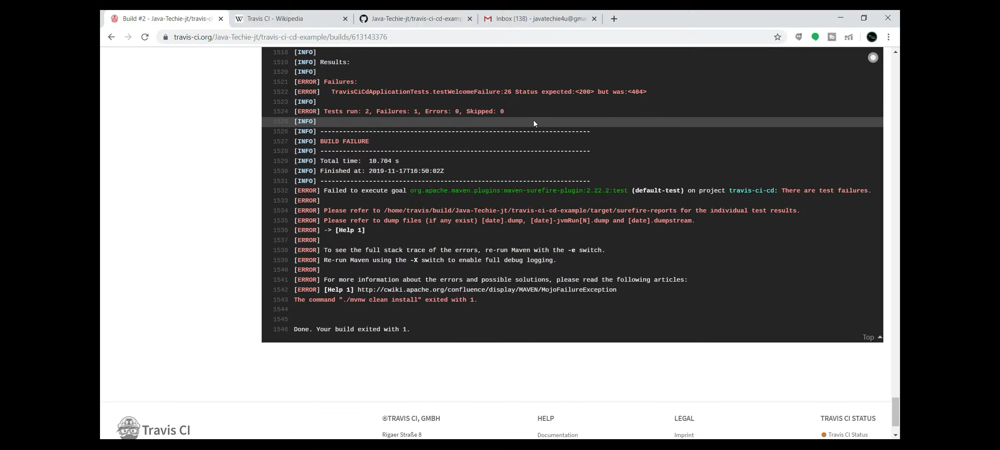 Build #2 - Java-Techie-jt/travis-ci-
Travis CI - Wikipedia
Java-Techie-jt/travis-ci-cd-examp
Inbox (138) - javatechie4u@gmai
travis-ci.org/Java-Techie-jt/travis-ci-cd-example/builds/613143376
1518 [INFO]
1519 [INFO] Results:
1520 [INFO]
1521 [ERROR] Failures:
1522 [ERROR]   TravisCiCdApplicationTests.testWelcomeFailure:26 Status expected:<200> but was:<404>
1523 [INFO]
1524 [ERROR] Tests run: 2, Failures: 1, Errors: 0, Skipped: 0
1525 [INFO]
1526 [INFO] ------------------------------------------------------------------------
1527 [INFO] BUILD FAILURE
1528 [INFO] ------------------------------------------------------------------------
1529 [INFO] Total time:  10.704 s
1530 [INFO] Finished at: 2019-11-17T16:50:02Z
1531 [INFO] ------------------------------------------------------------------------
1532 [ERROR] Failed to execute goal org.apache.maven.plugins:maven-surefire-plugin:2.22.2:test (default-test) on project travis-ci-cd: There are test failures.
1533 [ERROR]
1534 [ERROR] Please refer to /home/travis/build/Java-Techie-jt/travis-ci-cd-example/target/surefire-reports for the individual test results.
1535 [ERROR] Please refer to dump files (if any exist) [date].dump, [date]-jvmRun[N].dump and [date].dumpstream.
1536 [ERROR] -> [Help 1]
1537 [ERROR]
1538 [ERROR] To see the full stack trace of the errors, re-run Maven with the -e switch.
1539 [ERROR] Re-run Maven using the -X switch to enable full debug logging.
1540 [ERROR]
1541 [ERROR] For more information about the errors and possible solutions, please read the following articles:
1542 [ERROR] [Help 1] http://cwiki.apache.org/confluence/display/MAVEN/MojoFailureException
1543 The command "./mvnw clean install" exited with 1.
1544
1545
1546 Done. Your build exited with 1.
Top
Travis CI
©TRAVIS CI, GMBH
HELP
LEGAL
TRAVIS CI STATUS
Rigaer Straße 8
Documentation
Imprint
Travis CI Status